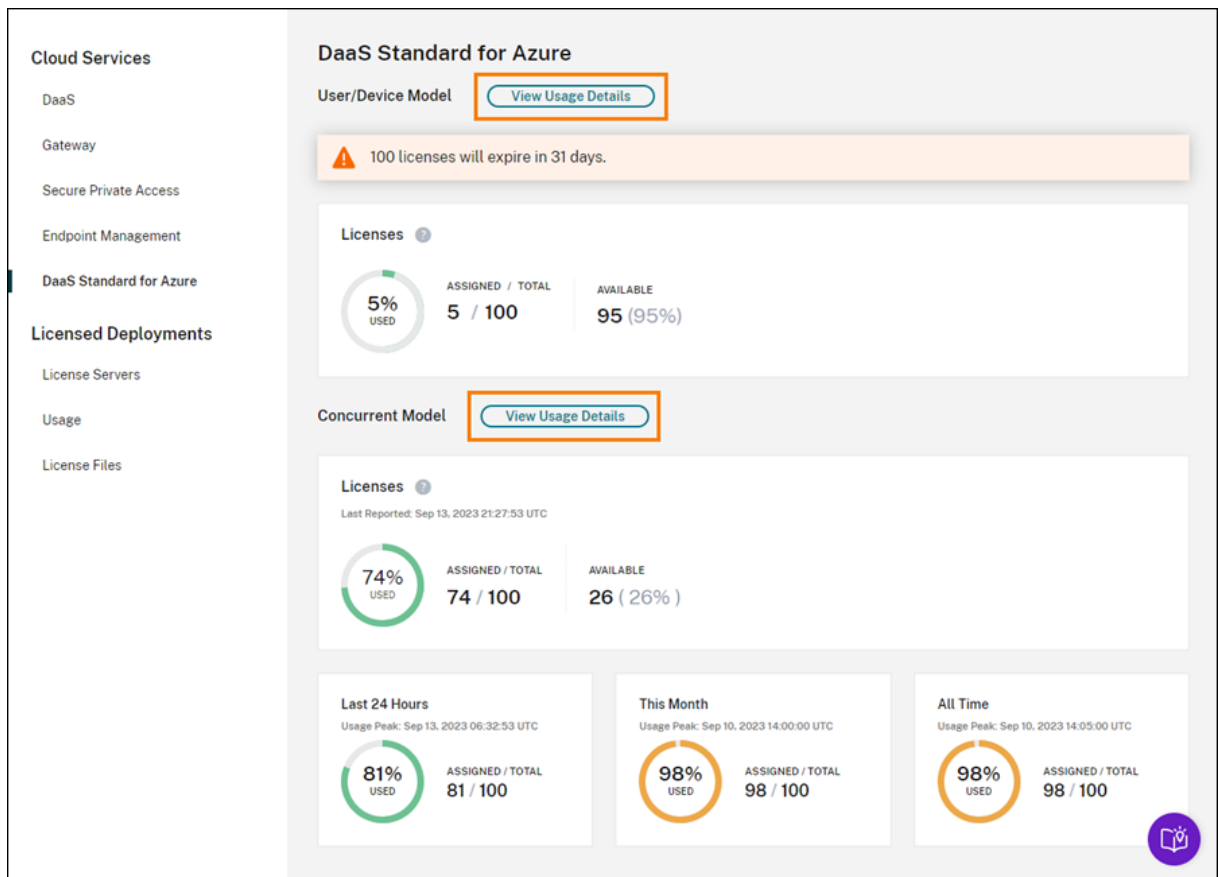 Cloud Services
DaaS
Gateway
Secure Private Access
Endpoint Management
DaaS Standard for Azure
Licensed Deployments
License Servers
Usage
License Files
DaaS Standard for Azure
User/Device Model
View Usage Details
100 licenses will expire in 31 days.
Licenses ?
5%
USED
ASSIGNED / TOTAL
5 / 100
AVAILABLE
95 (95%)
Concurrent Model
View Usage Details
Licenses ?
Last Reported: Sep 13, 2023 21:27:53 UTC
74%
USED
ASSIGNED / TOTAL
74 / 100
AVAILABLE
26 ( 26% )
Last 24 Hours
Usage Peak: Sep 13, 2023 06:32:53 UTC
81%
USED
ASSIGNED / TOTAL
81 / 100
This Month
Usage Peak: Sep 10, 2023 14:00:00 UTC
98%
USED
ASSIGNED / TOTAL
98 / 100
All Time
Usage Peak: Sep 10, 2023 14:05:00 UTC
98%
USED
ASSIGNED / TOTAL
98 / 100